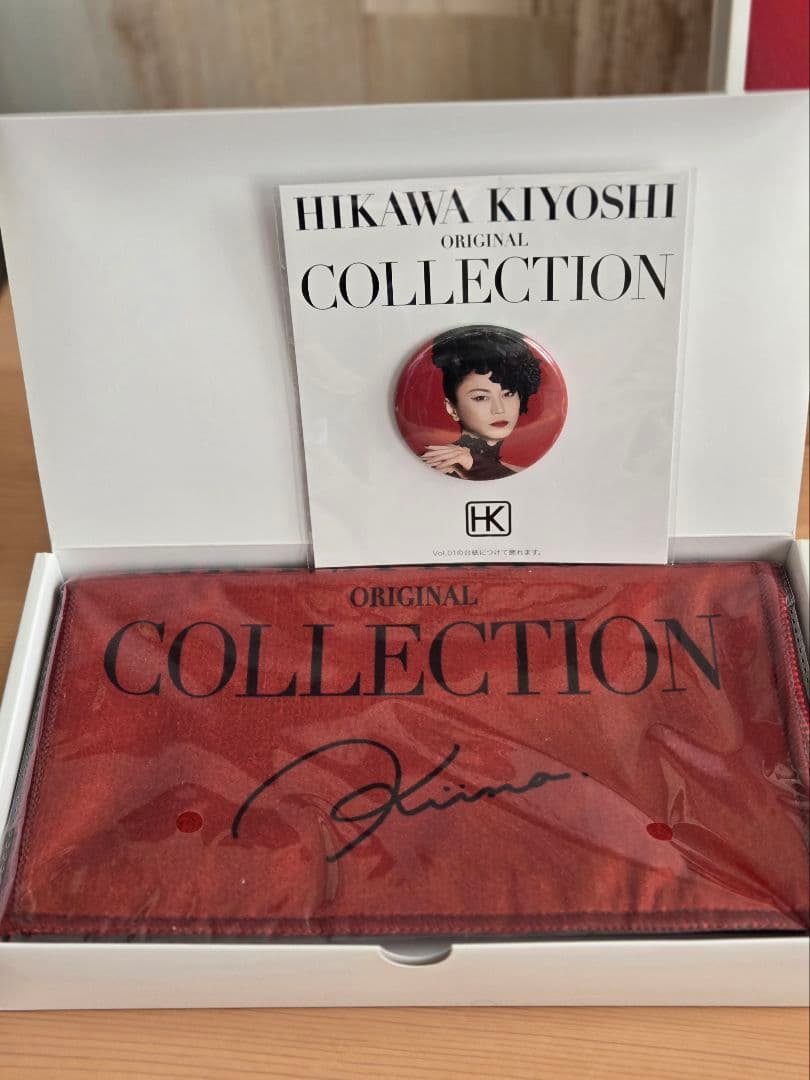 HIKAWA KIYOSHI
ORIGINAL
COLLECTION
HK
Vol.01の台紙につけて飾れます。
ORIGINAL
COLLECTION
Kiina.